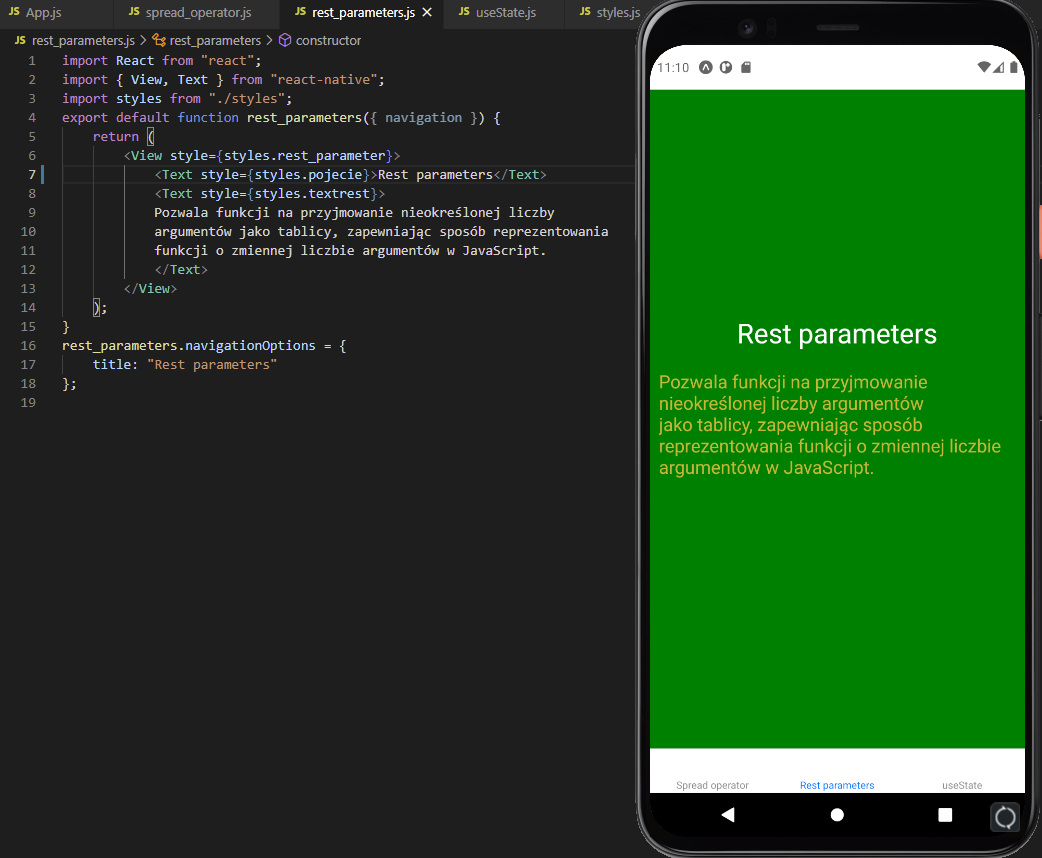 JS App.js JS spread_operator.js JS rest_parameters.js JS useState.js JS styles.js
JS rest_parameters.js > rest_parameters > constructor
1 import React from "react";
2 import { View, Text } from "react-native";
3 import styles from "./styles";
4 export default function rest_parameters({ navigation }) {
5 return (
6 <View style={styles.rest_parameter}>
7 <Text style={styles.pojecie}>Rest parameters</Text>
8 <Text style={styles.textrest}>
9 Pozwala funkcji na przyjmowanie nieokreślonej liczby
10 argumentów jako tablicy, zapewniając sposób reprezentowania
11 funkcji o zmiennej liczbie argumentów w JavaScript.
12 </Text>
13 </View>
14 );
15 }
16 rest_parameters.navigationOptions = {
17 title: "Rest parameters"
18 };
19
11:10
Rest parameters
Pozwala funkcji na przyjmowanie
nieokreślonej liczby argumentów
jako tablicy, zapewniając sposób
reprezentowania funkcji o zmiennej liczbie
argumentów w JavaScript.
Spread operator Rest parameters useState